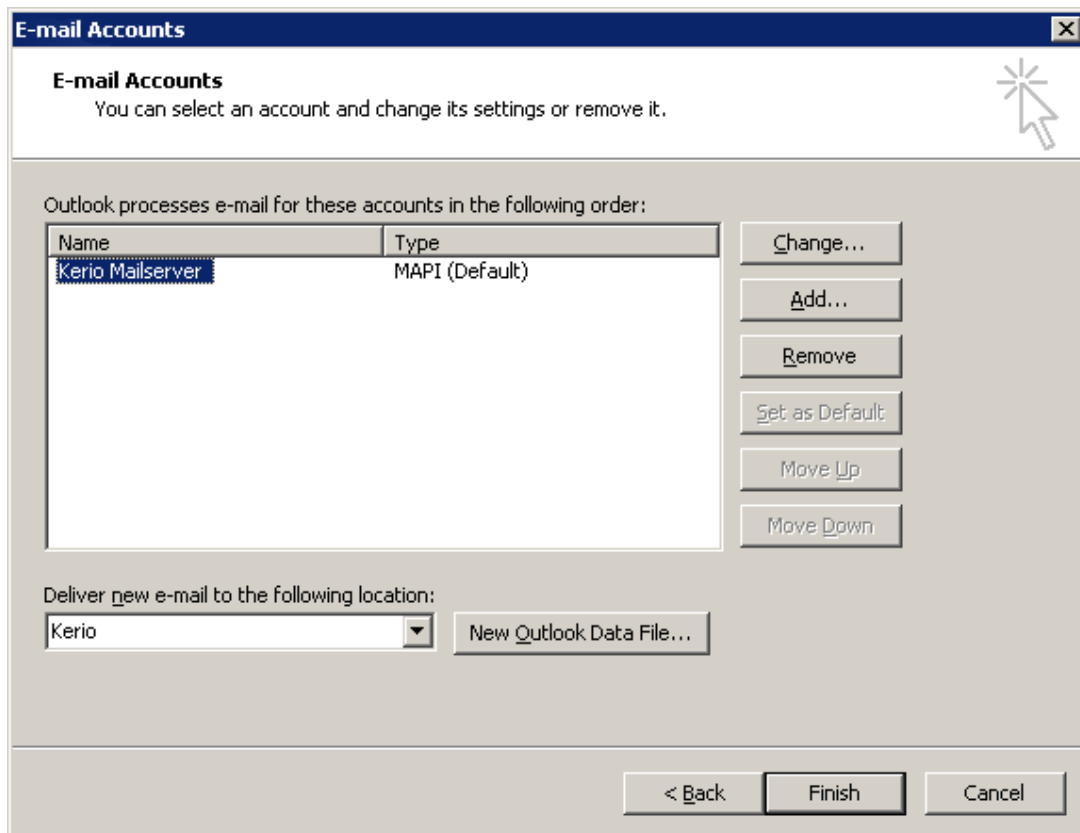 E-mail Accounts
E-mail Accounts
You can select an account and change its settings or remove it.
Outlook processes e-mail for these accounts in the following order:
Name Type
Kerio Mailserver MAPI (Default)
Change...
Add...
Remove
Set as Default
Move Up
Move Down
Deliver new e-mail to the following location:
Kerio
New Outlook Data File...
< Back Finish Cancel